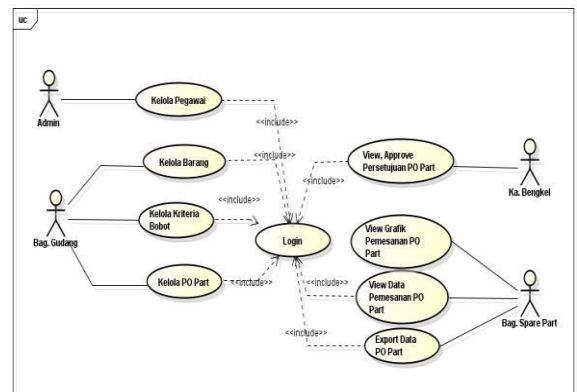 uc
Kelola Pegawai
Admin
<<include>>
Kelola Barang
<<include>>
View, Approve
Persetujuan PO Part
<<include>>
Ka. Bengkel
<<include>>
Kelola Kriteria
Bobot
Bag. Gudang
Login
View Grafik
Pemesanan PO
Part
Kelola PO Part
<<include>>
<<include>>
View Data
Pemesanan PO
Part
Bag. Spare Part
<<include>>
Export Data
PO Part